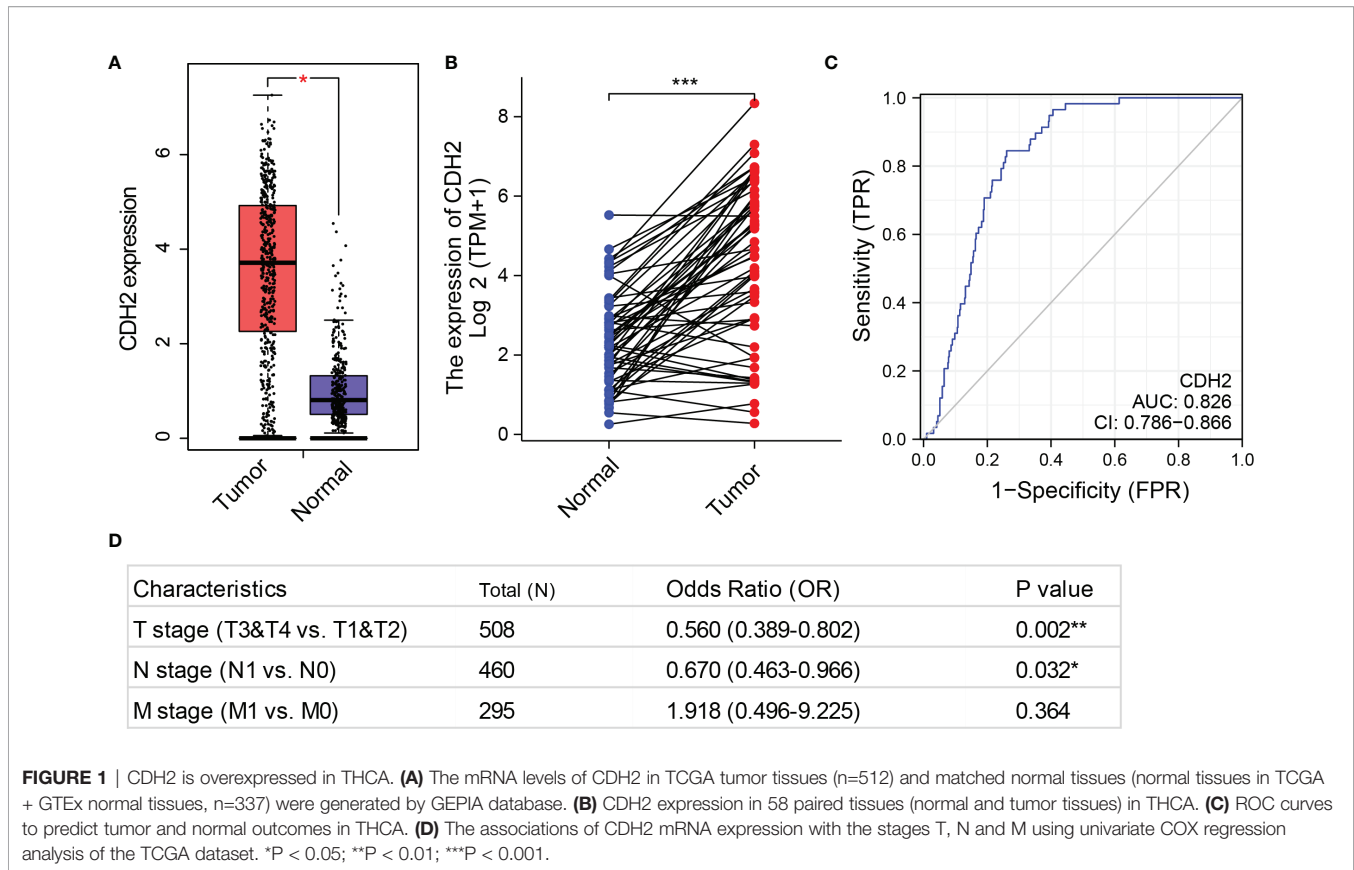 A
B
C
*
***
CDH2 expression
0
2
4
6
Tumor
Normal
The expression of CDH2
Log 2 (TPM+1)
0
2
4
6
8
Normal
Tumor
Sensitivity (TPR)
1.0
0.8
0.6
0.4
0.2
0.0
CDH2
AUC: 0.826
CI: 0.786−0.866
0.0 0.2 0.4 0.6 0.8 1.0
1−Specificity (FPR)
D
Characteristics Total (N) Odds Ratio (OR) P value
T stage (T3&T4 vs. T1&T2) 508 0.560 (0.389-0.802) 0.002**
N stage (N1 vs. N0) 460 0.670 (0.463-0.966) 0.032*
M stage (M1 vs. M0) 295 1.918 (0.496-9.225) 0.364
FIGURE 1 | CDH2 is overexpressed in THCA. (A) The mRNA levels of CDH2 in TCGA tumor tissues (n=512) and matched normal tissues (normal tissues in TCGA
+ GTEx normal tissues, n=337) were generated by GEPIA database. (B) CDH2 expression in 58 paired tissues (normal and tumor tissues) in THCA. (C) ROC curves
to predict tumor and normal outcomes in THCA. (D) The associations of CDH2 mRNA expression with the stages T, N and M using univariate COX regression
analysis of the TCGA dataset. *P < 0.05; **P < 0.01; ***P < 0.001.